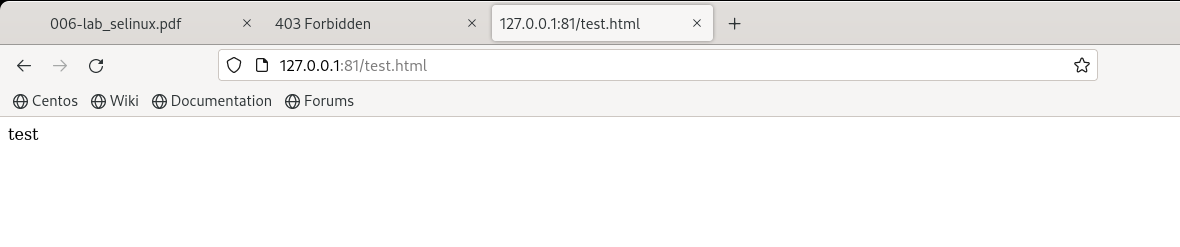 006-lab_selinux.pdf 403 Forbidden 127.0.0.1:81/test.html
127.0.0.1:81/test.html
Centos Wiki Documentation Forums
test